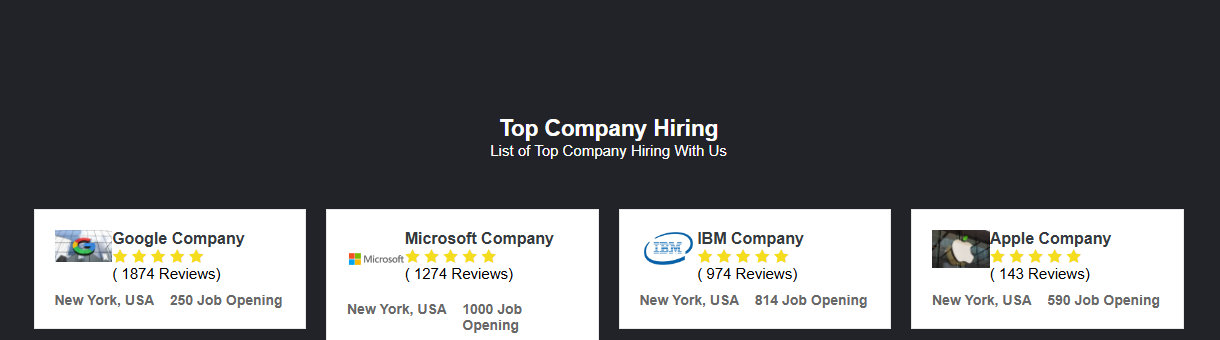 Top Company Hiring
List of Top Company Hiring With Us
Google Company
( 1874 Reviews)
New York, USA 250 Job Opening
Microsoft
Microsoft Company
( 1274 Reviews)
New York, USA 1000 Job
Opening
IBM
IBM Company
( 974 Reviews)
New York, USA 814 Job Opening
Apple Company
( 143 Reviews)
New York, USA 590 Job Opening